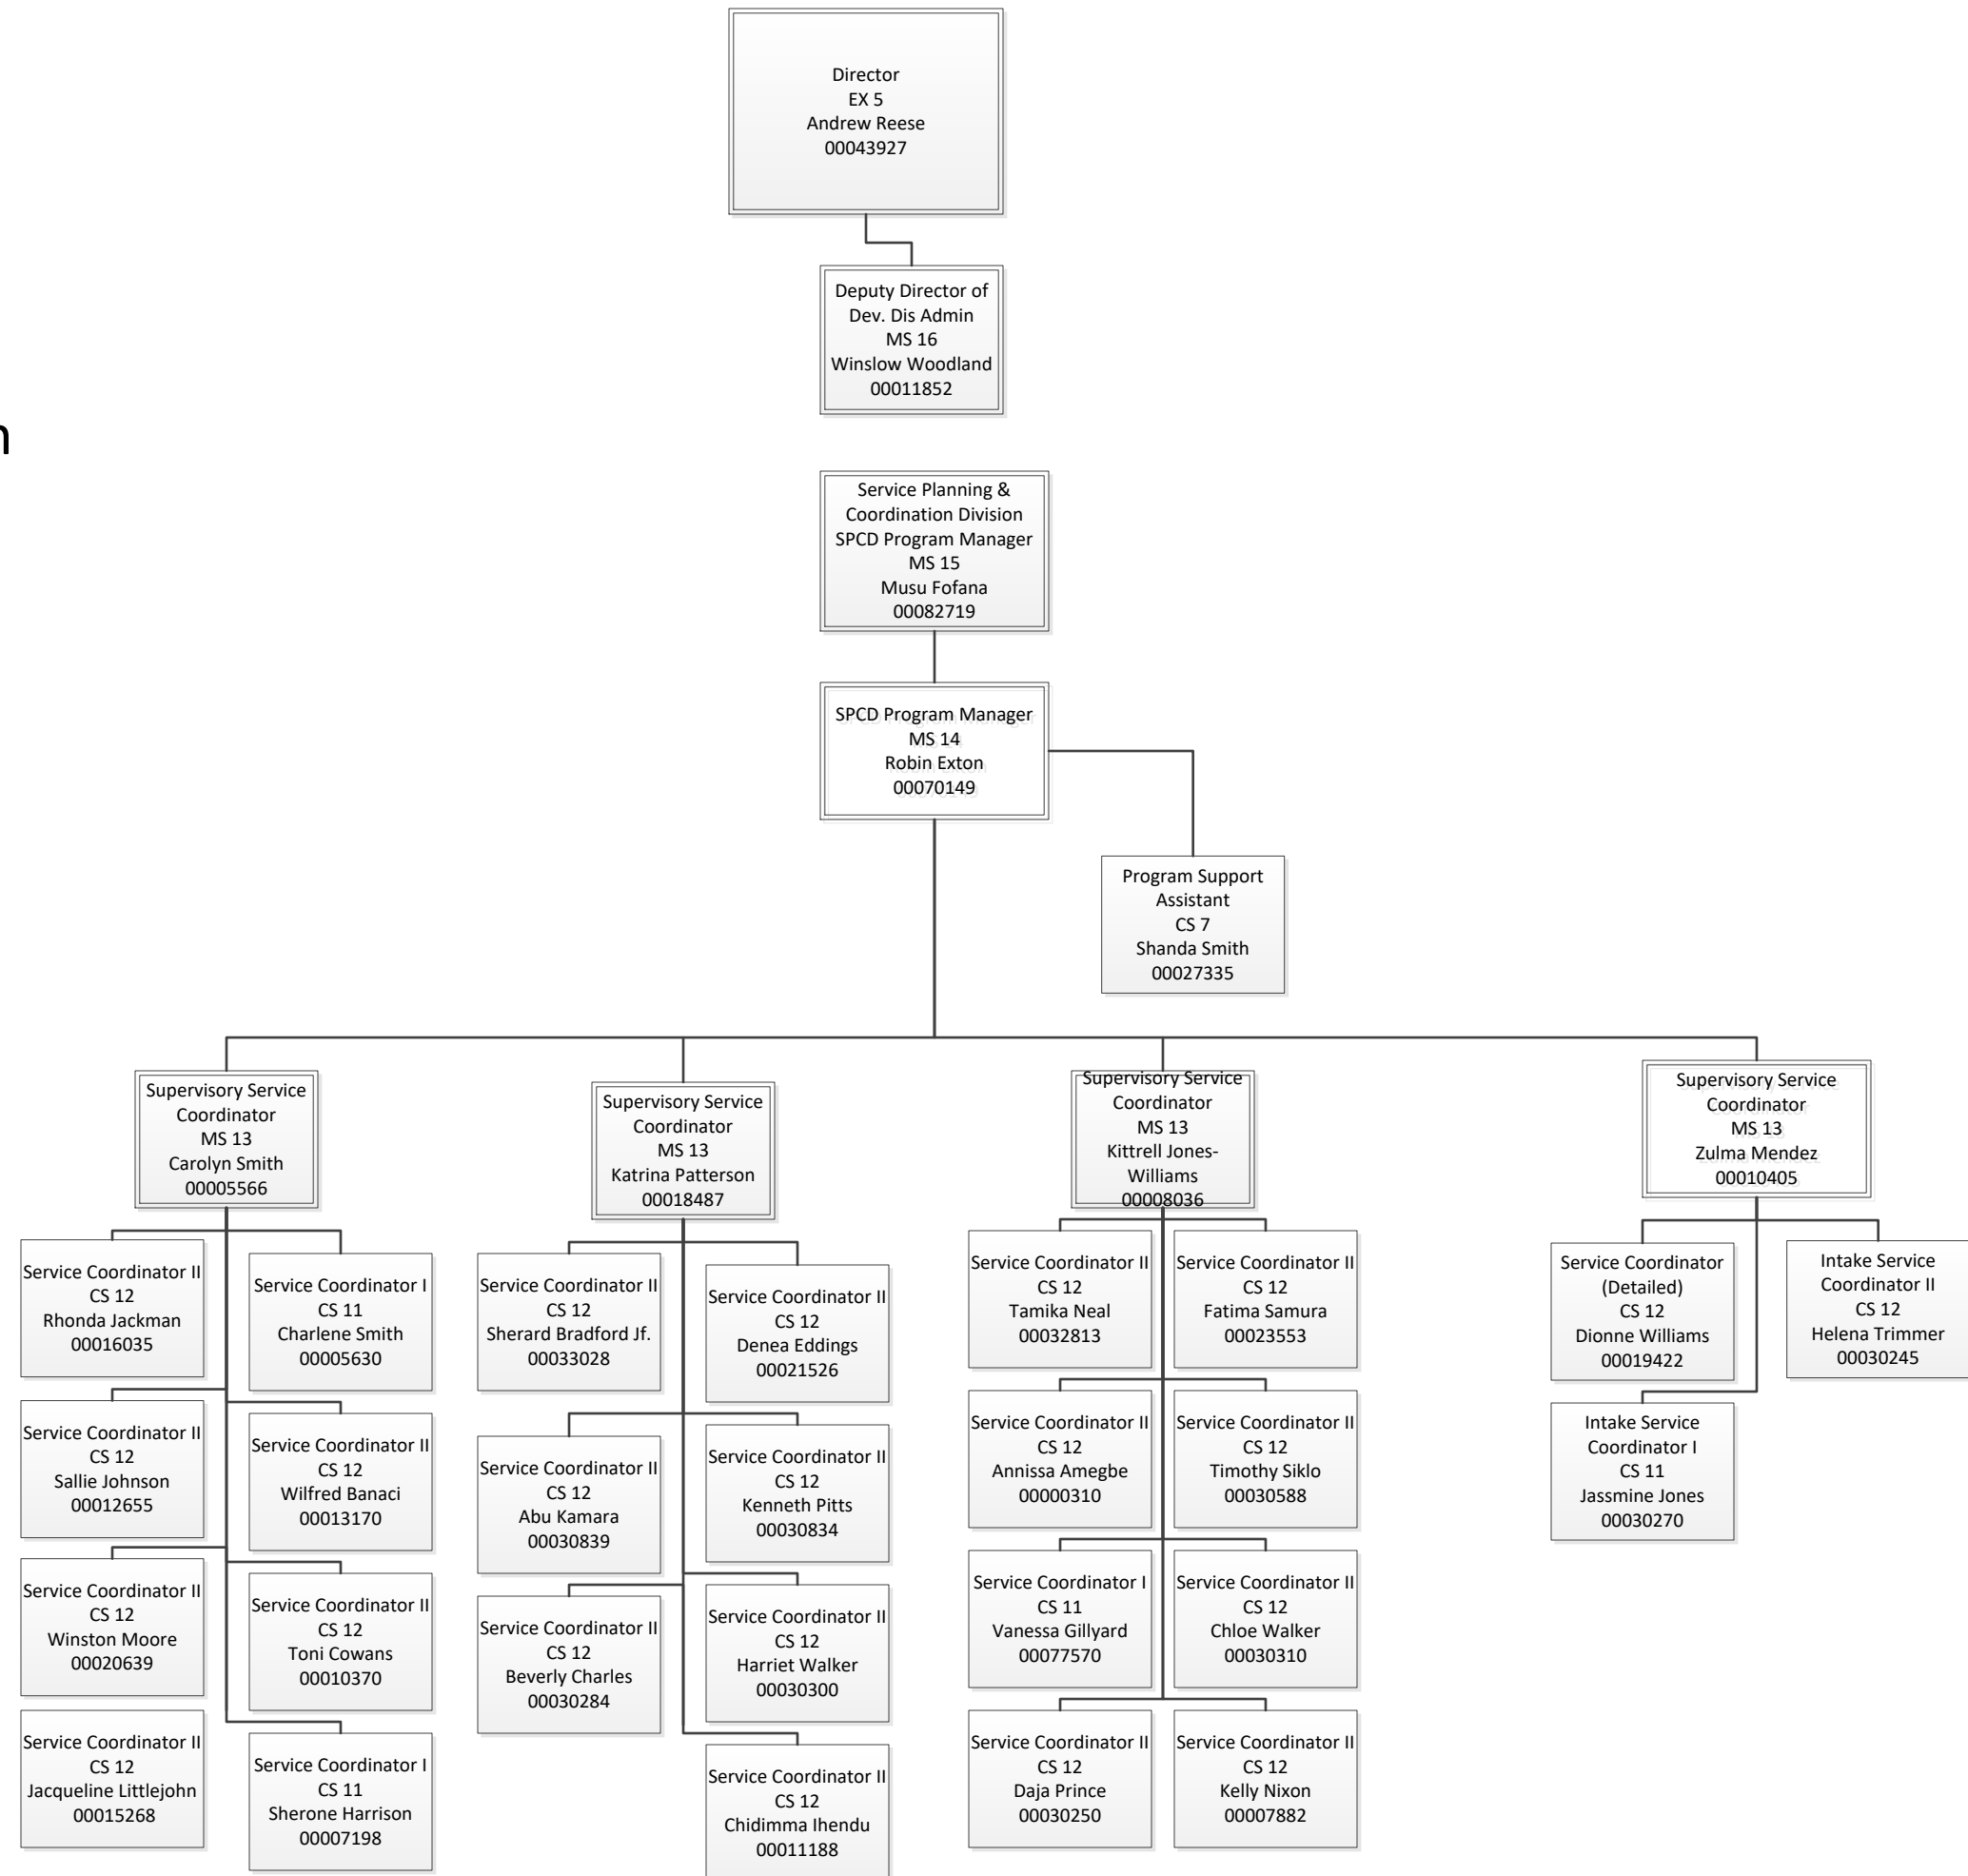 Director
EX 5
Andrew Reese
00043927
Deputy Director of
Dev. Dis Admin
MS 16
Winslow Woodland
00011852
n
Service Planning &
Coordination Division
SPCD Program Manager
MS 15
Musu Fofana
00082719
SPCD Program Manager
MS 14
Robin Exton
00070149
Program Support
Assistant
CS 7
Shanda Smith
00027335
Supervisory Service
Coordinator
MS 13
Carolyn Smith
00005566
Supervisory Service
Coordinator
MS 13
Katrina Patterson
00018487
Supervisory Service
Coordinator
MS 13
Kittrell Jones-
Williams
00008036
Supervisory Service
Coordinator
MS 13
Zulma Mendez
00010405
Service Coordinator II
CS 12
Rhonda Jackman
00016035
Service Coordinator I
CS 11
Charlene Smith
00005630
Service Coordinator II
CS 12
Sallie Johnson
00012655
Service Coordinator II
CS 12
Wilfred Banaci
00013170
Service Coordinator II
CS 12
Winston Moore
00020639
Service Coordinator II
CS 12
Toni Cowans
00010370
Service Coordinator II
CS 12
Jacqueline Littlejohn
00015268
Service Coordinator I
CS 11
Sherone Harrison
00007198
Service Coordinator II
CS 12
Sherard Bradford Jf.
00033028
Service Coordinator II
CS 12
Denea Eddings
00021526
Service Coordinator II
CS 12
Abu Kamara
00030839
Service Coordinator II
CS 12
Kenneth Pitts
00030834
Service Coordinator II
CS 12
Beverly Charles
00030284
Service Coordinator II
CS 12
Harriet Walker
00030300
Service Coordinator II
CS 12
Chidimma Ihendu
00011188
Service Coordinator II
CS 12
Tamika Neal
00032813
Service Coordinator II
CS 12
Fatima Samura
00023553
Service Coordinator II
CS 12
Annissa Amegbe
00000310
Service Coordinator II
CS 12
Timothy Siklo
00030588
Service Coordinator I
CS 11
Vanessa Gillyard
00077570
Service Coordinator II
CS 12
Chloe Walker
00030310
Service Coordinator II
CS 12
Daja Prince
00030250
Service Coordinator II
CS 12
Kelly Nixon
00007882
Service Coordinator
(Detailed)
CS 12
Dionne Williams
00019422
Intake Service
Coordinator II
CS 12
Helena Trimmer
00030245
Intake Service
Coordinator I
CS 11
Jassmine Jones
00030270